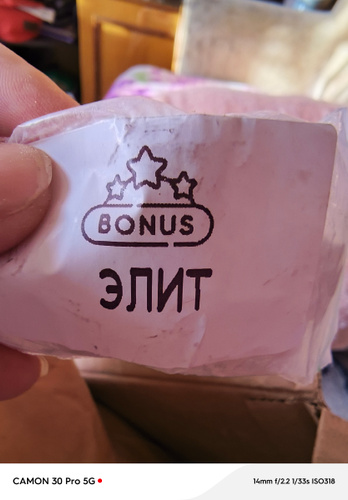 BONUS
ЭЛИТ
CAMON 30 Pro 5G
14mm f/2.2 1/33s ISO318